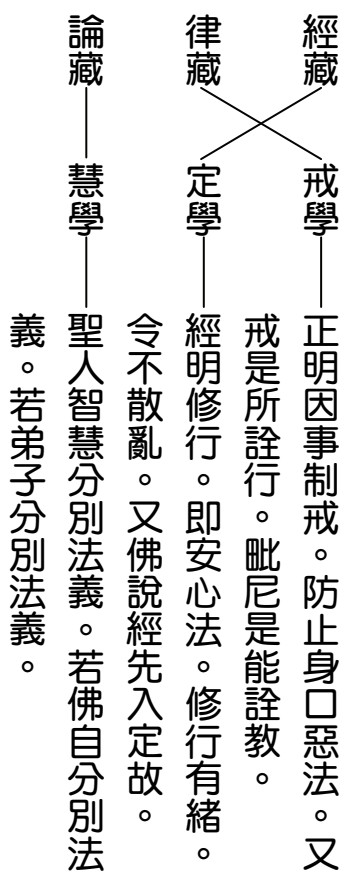 經藏
戒學
正明因事制戒。防止身口惡法。又
戒是所詮行。毗尼是能詮教。
律藏
定學
經明修行。即安心法。修行有緒。
令不散亂。又佛說經先入定故。
論藏
慧學
聖人智慧分別法義。若佛自分別法
義。若弟子分別法義。